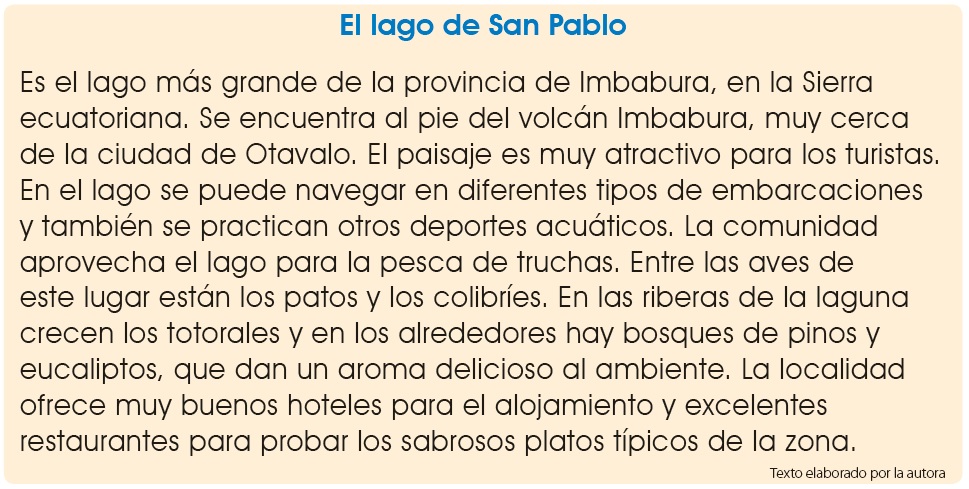 El lago de San Pablo
Es el lago más grande de la provincia de Imbabura, en la Sierra
ecuatoriana. Se encuentra al pie del volcán Imbabura, muy cerca
de la ciudad de Otavalo. El paisaje es muy atractivo para los turistas.
En el lago se puede navegar en diferentes tipos de embarcaciones
y también se practican otros deportes acuáticos. La comunidad
aprovecha el lago para la pesca de truchas. Entre las aves de
este lugar están los patos y los colibríes. En las riberas de la laguna
crecen los totorales y en los alrededores hay bosques de pinos y
eucaliptos, que dan un aroma delicioso al ambiente. La localidad
ofrece muy buenos hoteles para el alojamiento y excelentes
restaurantes para probar los sabrosos platos típicos de la zona.
Texto elaborado por la autora